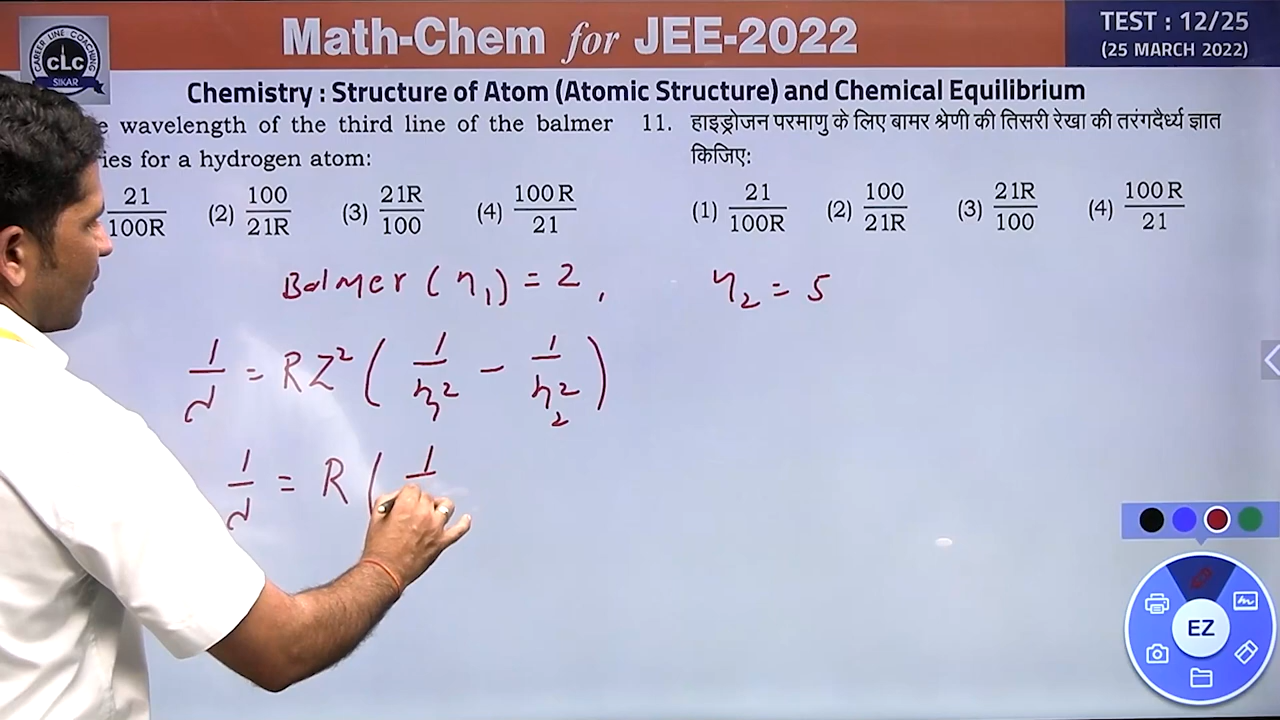 CAREER LINE COACHING
CLC
SIKAR
Math-Chem for JEE-2022
TEST : 12/25
(25 MARCH 2022)
Chemistry : Structure of Atom (Atomic Structure) and Chemical Equilibrium
wavelength of the third line of the balmer
ies for a hydrogen atom:
21/100R (2) 100/21R (3) 21R/100 (4) 100R/21
11. हाइड्रोजन परमाणु के लिए बामर श्रेणी की तिसरी रेखा की तरंगदैर्ध्य ज्ञात
किजिए:
(1) 21/100R (2) 100/21R (3) 21R/100 (4) 100R/21
Balmer (η₁) = 2, η₂ = 5
1/λ = RZ² ( 1/η₁² − 1/η₂² )
1/λ = R ( 1
EZ